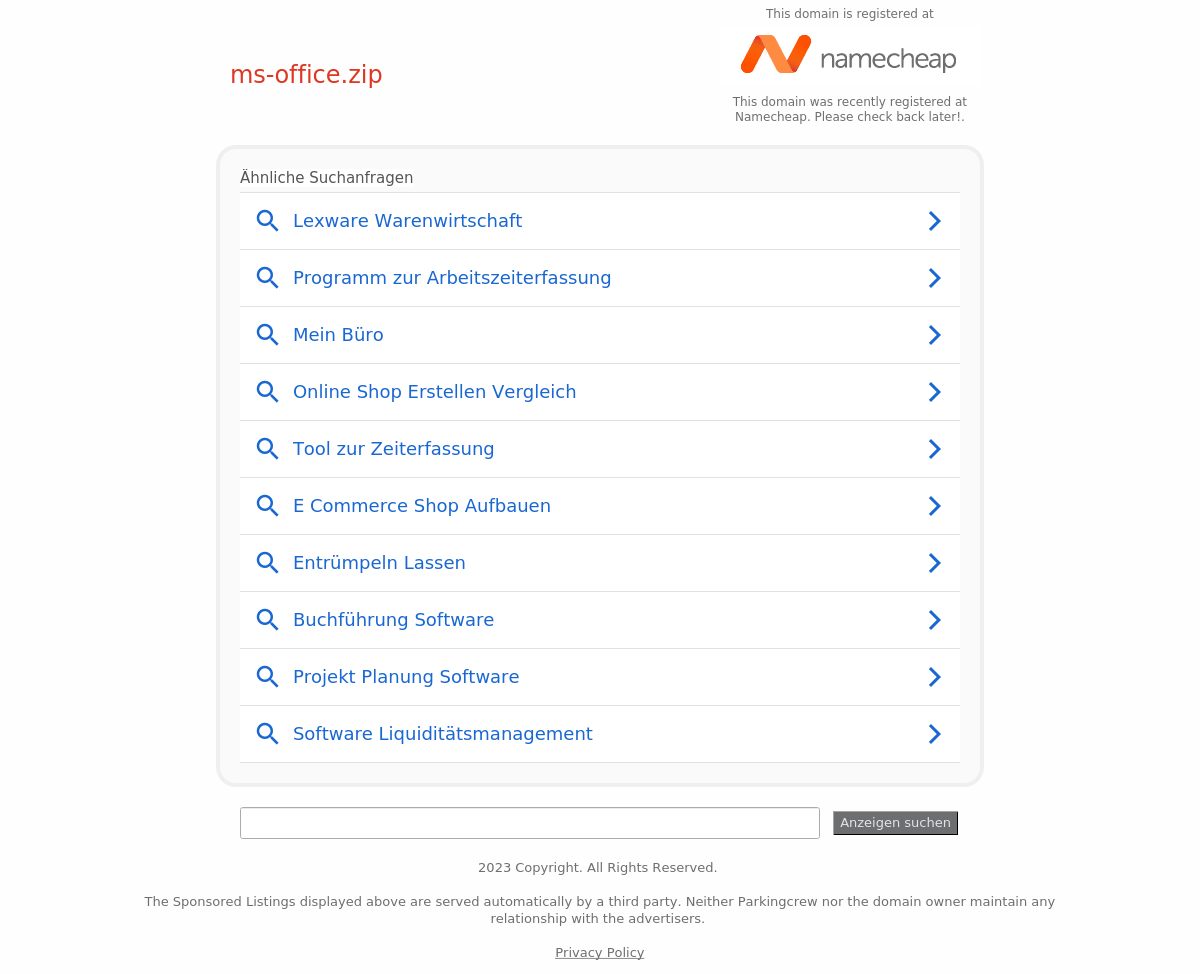 This domain is registered at
namecheap
ms-office.zip
This domain was recently registered at
Namecheap. Please check back later!.
Ähnliche Suchanfragen
Lexware Warenwirtschaft
Programm zur Arbeitszeiterfassung
Mein Büro
Online Shop Erstellen Vergleich
Tool zur Zeiterfassung
E Commerce Shop Aufbauen
Entrümpeln Lassen
Buchführung Software
Projekt Planung Software
Software Liquiditätsmanagement
Anzeigen suchen
2023 Copyright. All Rights Reserved.
The Sponsored Listings displayed above are served automatically by a third party. Neither Parkingcrew nor the domain owner maintain any
relationship with the advertisers.
Privacy Policy